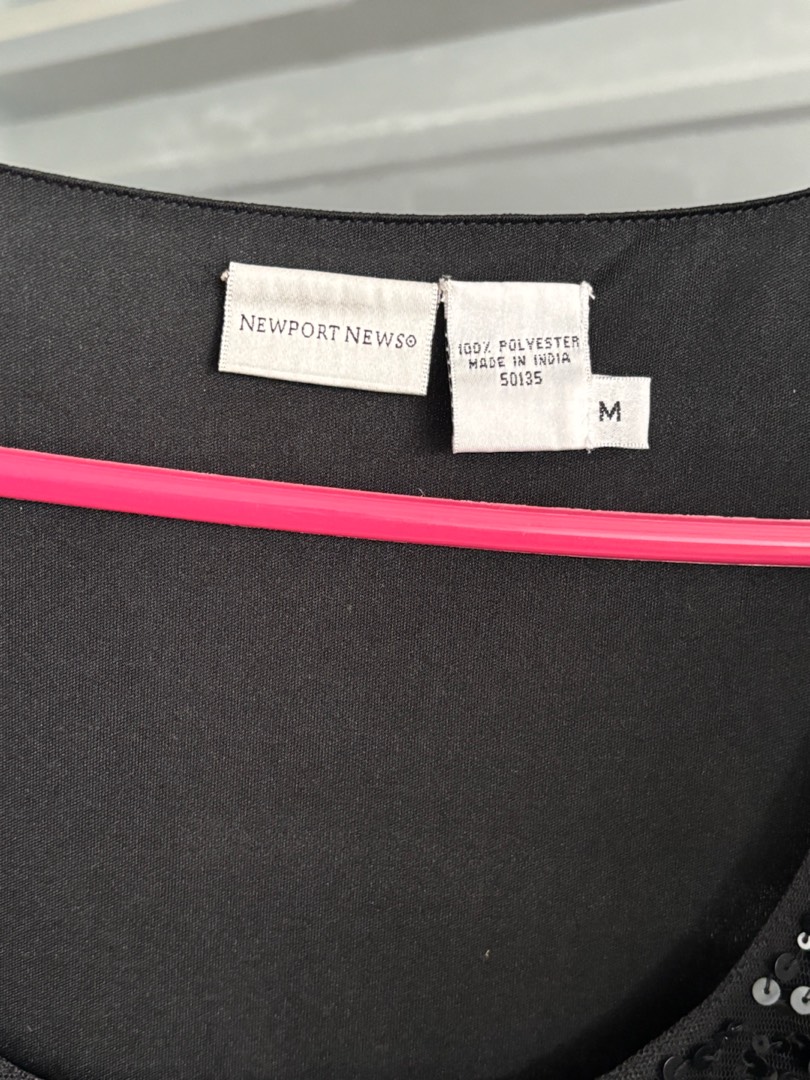 NEWPORT NEWS®
100% POLYESTER
MADE IN INDIA
50135
M